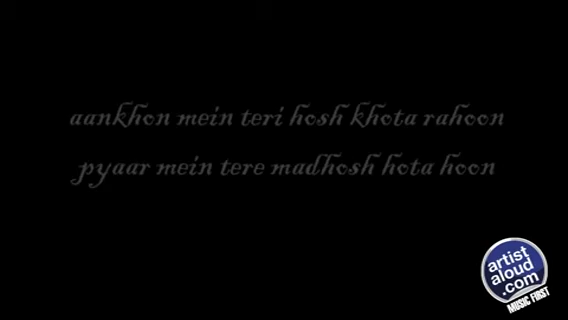 aankhon mein teri hosh khota rahoon
pyaar mein tere madhosh hota hoon
artist
aloud
.com
MUSIC FIRST